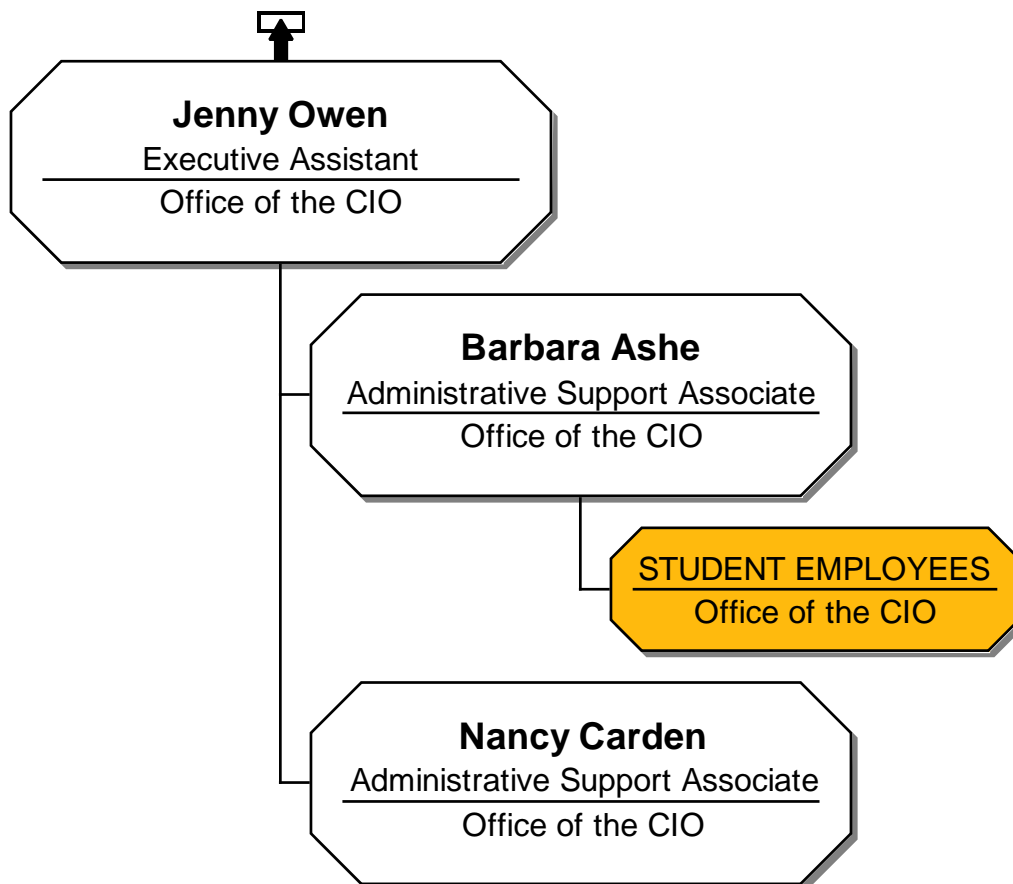 Jenny Owen
Executive Assistant
Office of the CIO
Barbara Ashe
Administrative Support Associate
Office of the CIO
STUDENT EMPLOYEES
Office of the CIO
Nancy Carden
Administrative Support Associate
Office of the CIO